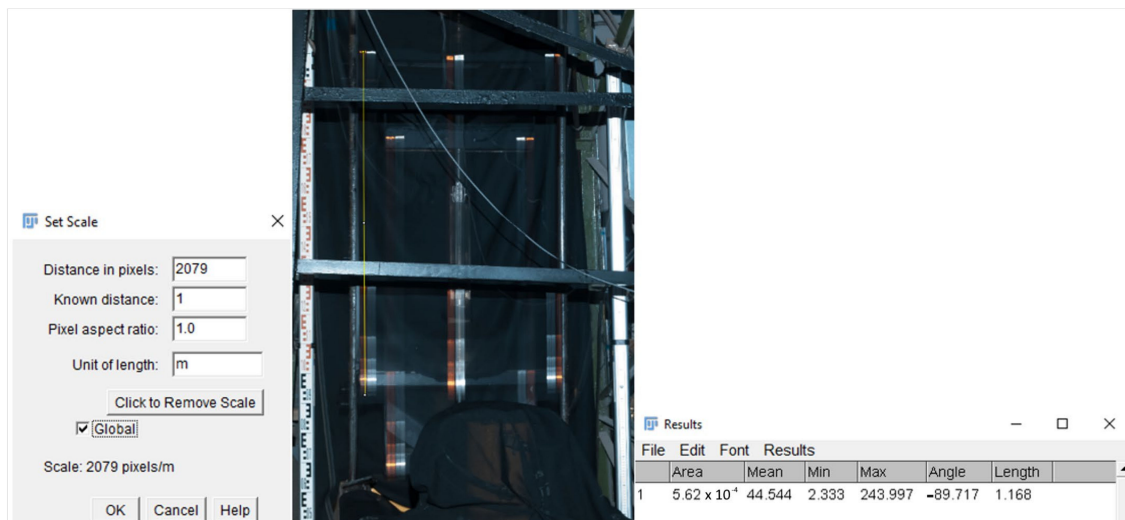 Set Scale
Distance in pixels: 2079
Known distance: 1
Pixel aspect ratio: 1.0
Unit of length: m
Click to Remove Scale
Global
Scale: 2079 pixels/m
OK Cancel Help
Results
File Edit Font Results
Area Mean Min Max Angle Length
1 5.62 x 10⁻⁴ 44.544 2.333 243.997 −89.717 1.168